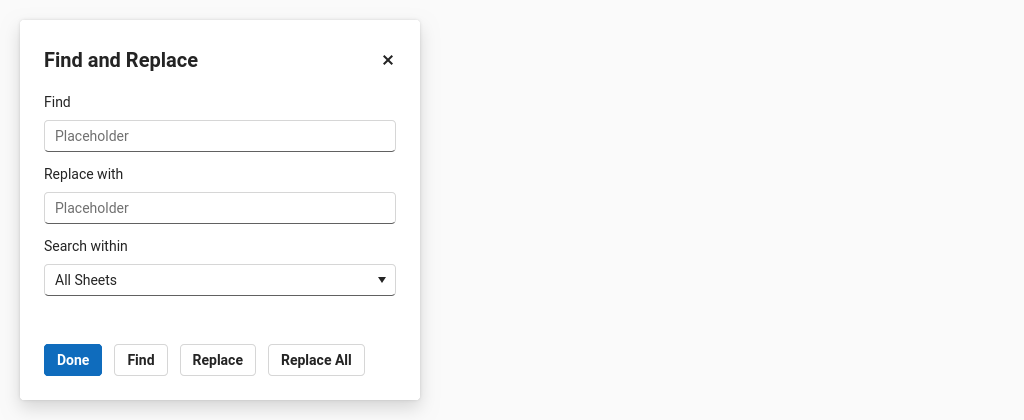 Find and Replace ✕
Find
Placeholder
Replace with
Placeholder
Search within
All Sheets
Done Find Replace Replace All